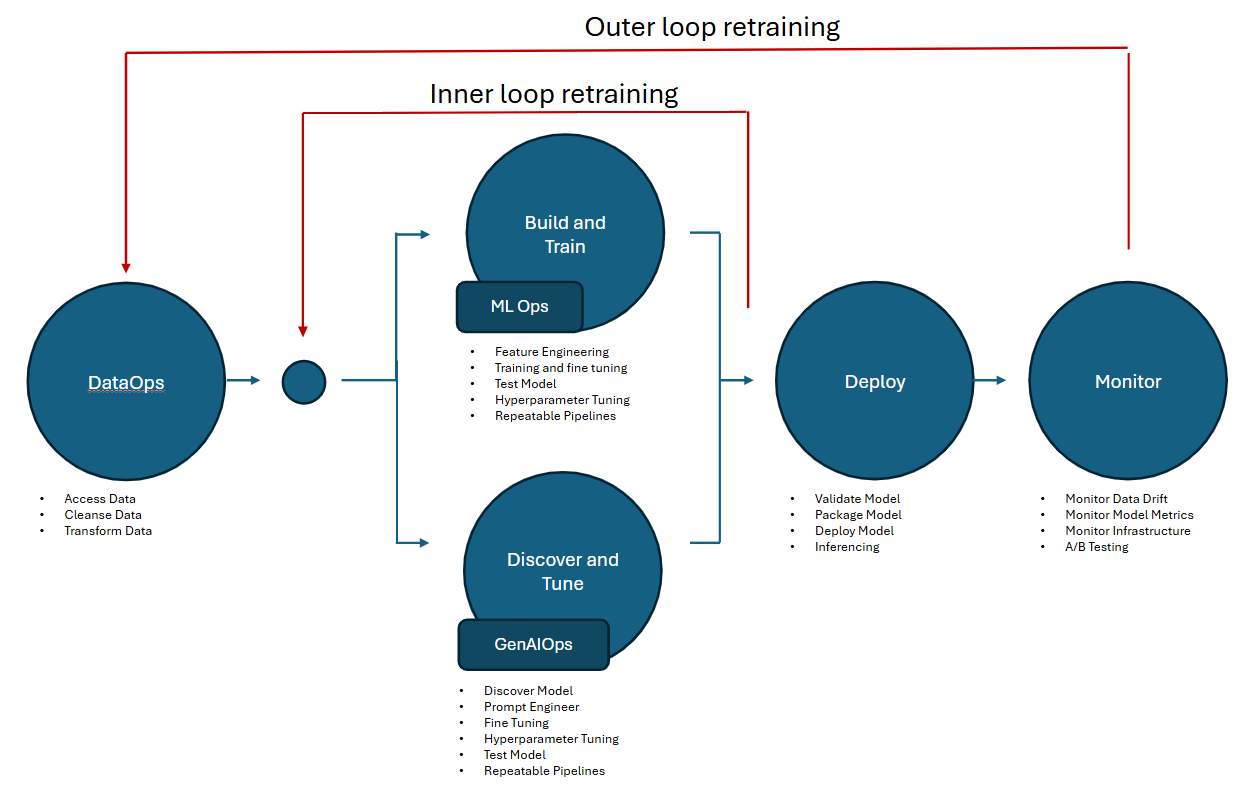 Outer loop retraining
Inner loop retraining
Build and
Train
ML Ops
• Feature Engineering
• Training and fine tuning
• Test Model
• Hyperparameter Tuning
• Repeatable Pipelines
DataOps
• Access Data
• Cleanse Data
• Transform Data
Discover and
Tune
GenAIOps
• Discover Model
• Prompt Engineer
• Fine Tuning
• Hyperparameter Tuning
• Test Model
• Repeatable Pipelines
Deploy
• Validate Model
• Package Model
• Deploy Model
• Inferencing
Monitor
• Monitor Data Drift
• Monitor Model Metrics
• Monitor Infrastructure
• A/B Testing